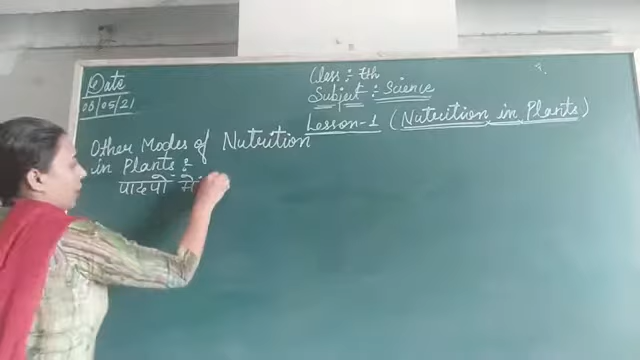 Date
08/05/21
Class : 7th
Subject : Science
Lesson-1 (Nutrition in Plants)
Other Modes of Nutrition
in Plants :
पादपों में